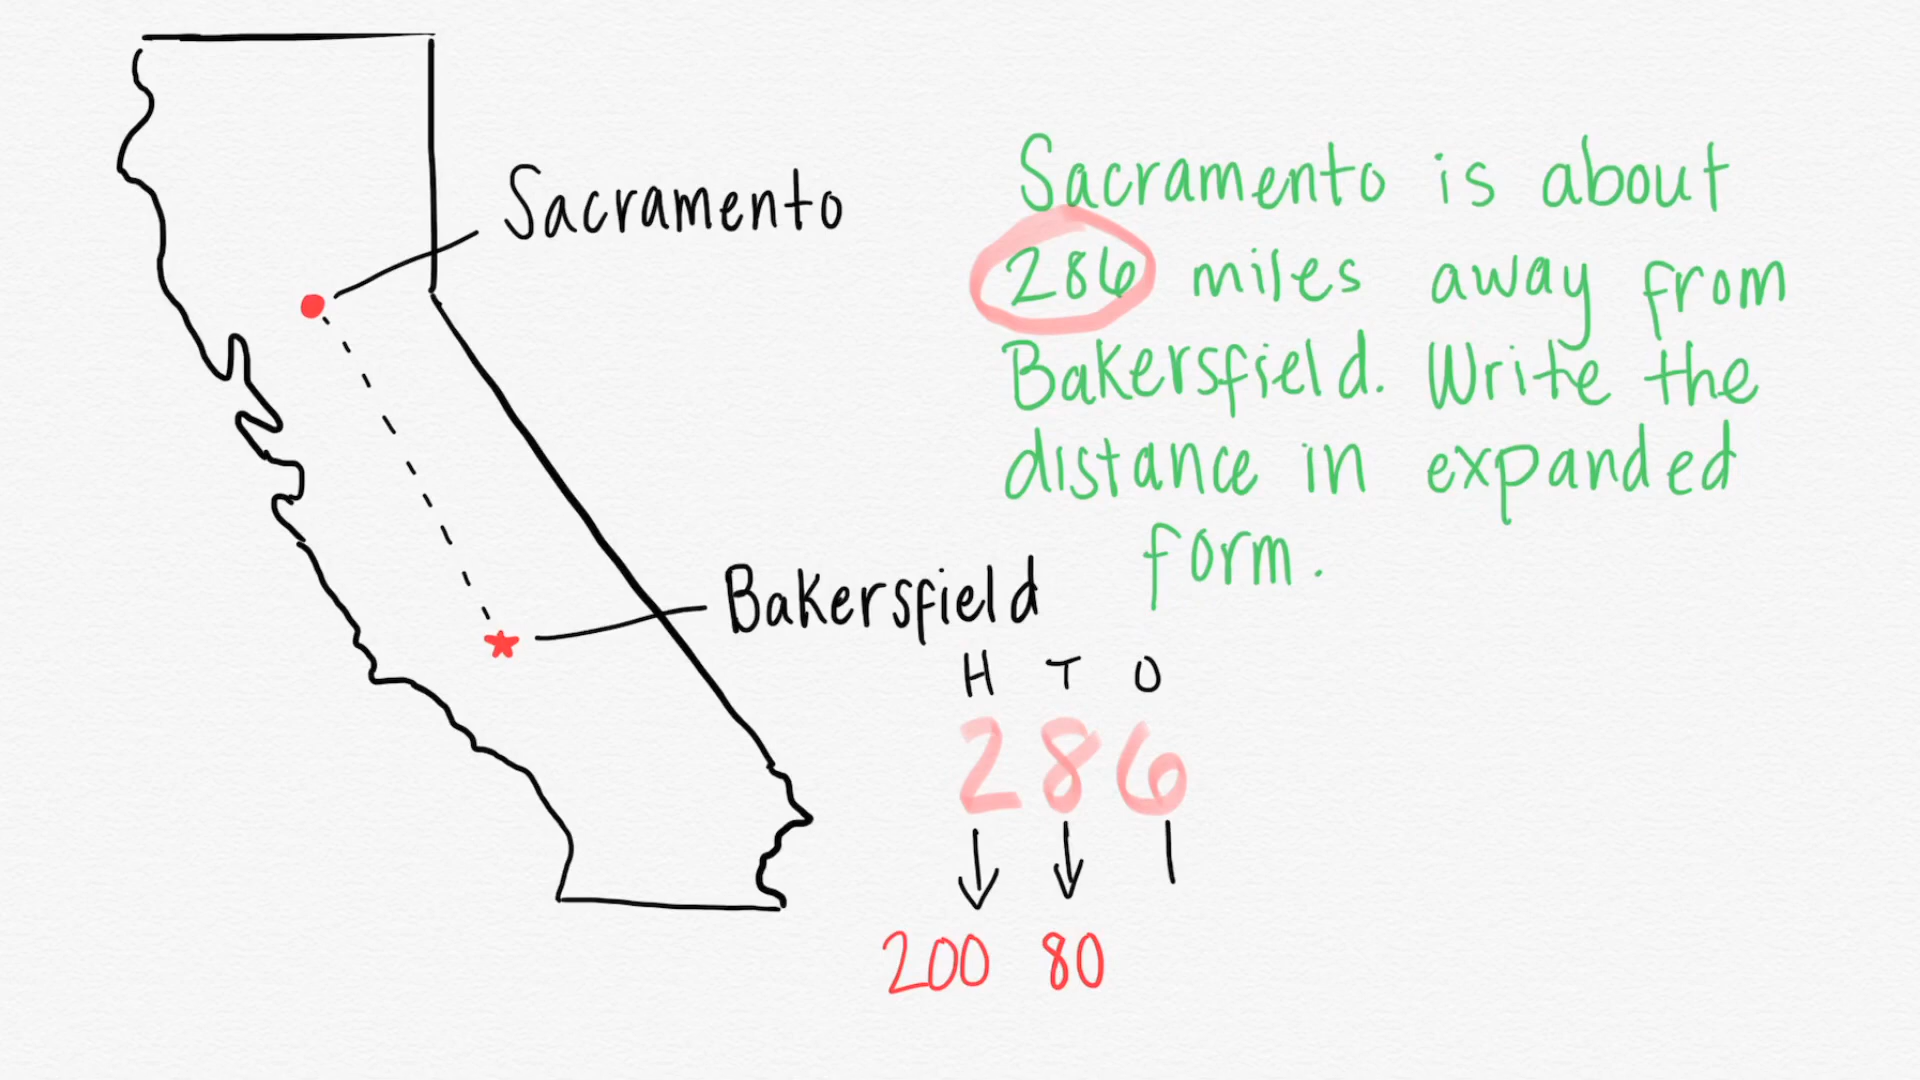 Sacramento
Bakersfield
Sacramento is about
286 miles away from
Bakersfield. Write the
distance in expanded
form.
H T O
286
200 80